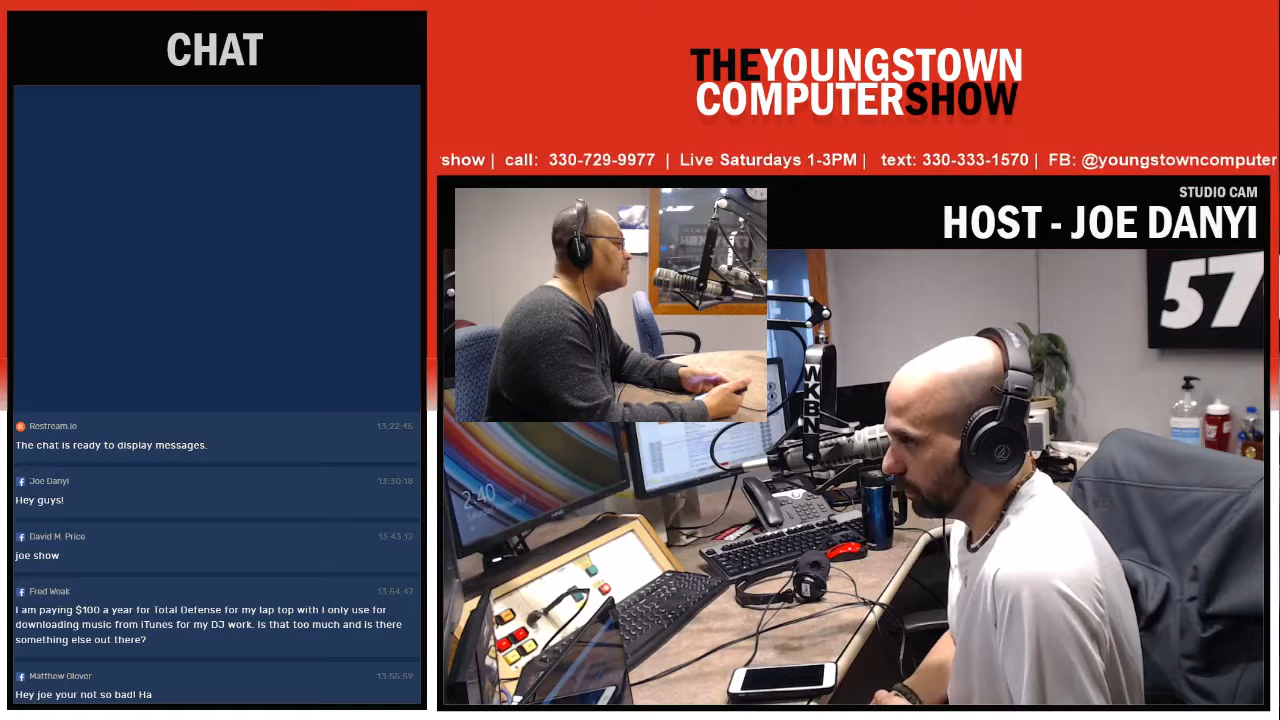 CHAT
Restream.io 13:22:45
The chat is ready to display messages.
Joe Danyi 13:30:18
Hey guys!
David M. Price 13:43:12
joe show
Fred Woak 13:54:47
I am paying $100 a year for Total Defense for my lap top with I only use for
downloading music from iTunes for my DJ work. Is that too much and is there
something else out there?
Matthew Glover 13:55:59
Hey joe your not so bad! Ha
THEYOUNGSTOWN
COMPUTERSHOW
show | call: 330-729-9977 | Live Saturdays 1-3PM | text: 330-333-1570 | FB: @youngstowncomputer
STUDIO CAM
HOST - JOE DANYI
57
WKBN
2:40